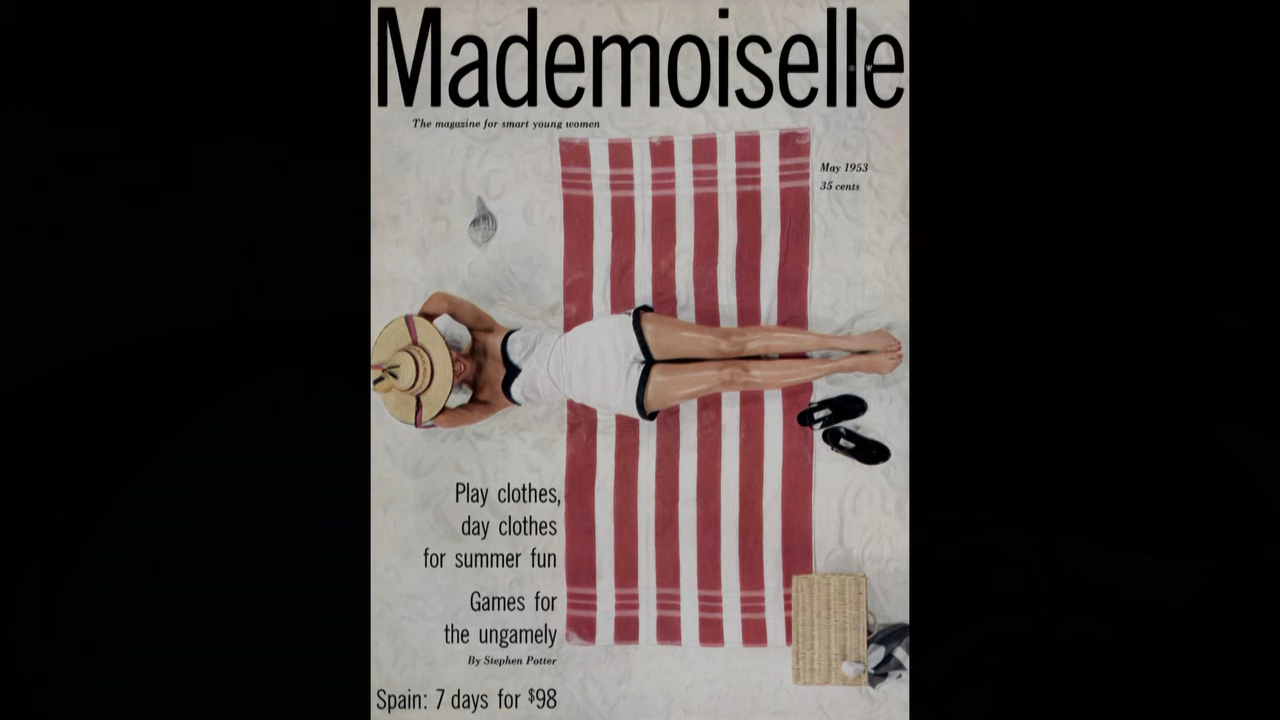 Mademoiselle
The magazine for smart young women
May 1953
35 cents
Play clothes,
day clothes
for summer fun
Games for
the ungamely
By Stephen Potter
Spain: 7 days for $98